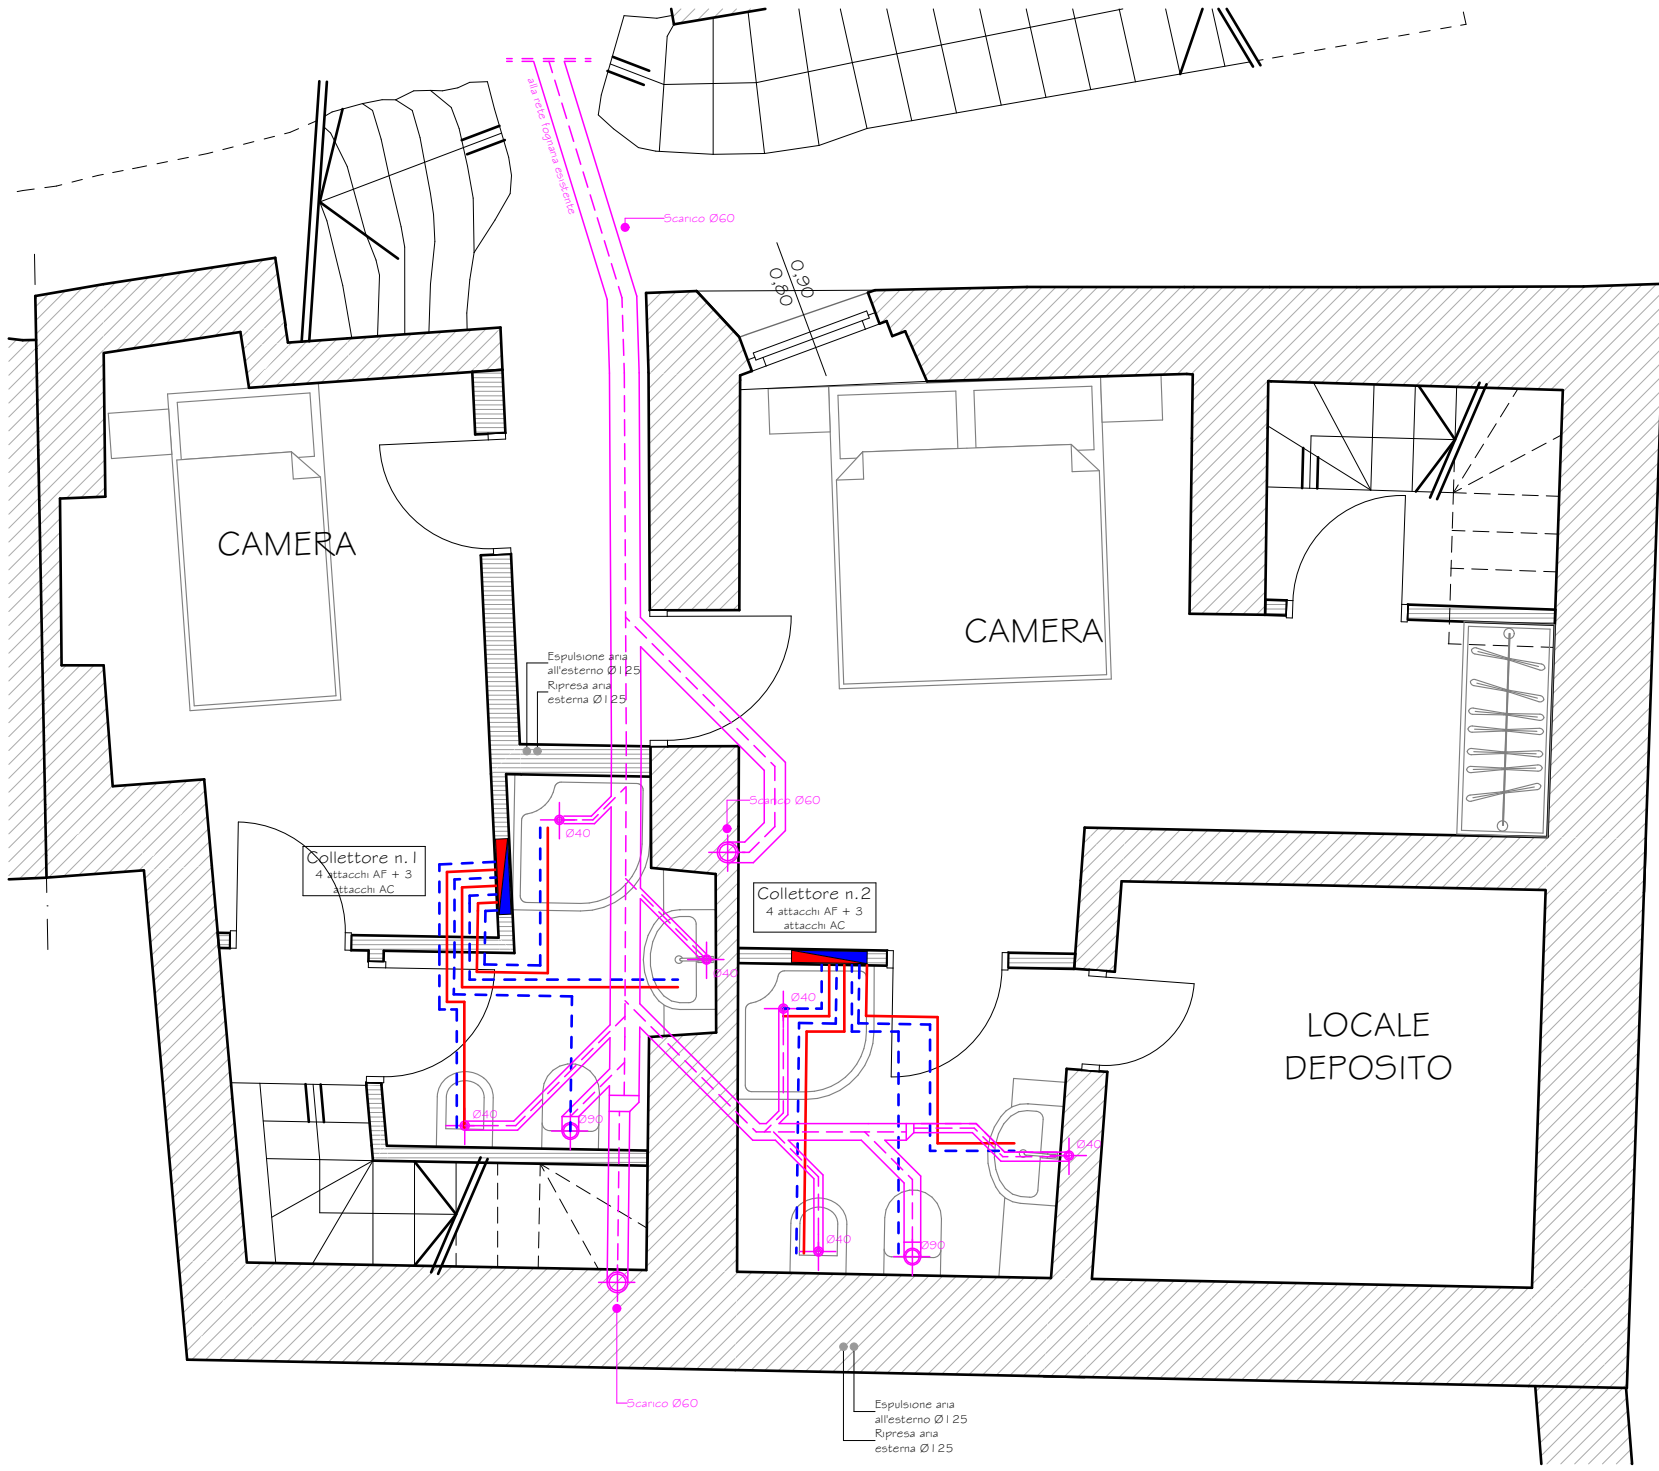 alla rete fognaria esistente
Scarico Ø60
0,90
0,80
CAMERA
CAMERA
Espulsione aria
all'esterno Ø125
Ripresa aria
esterna Ø125
Scarico Ø60
Ø40
Collettore n.1
4 attacchi AF + 3
attacchi AC
Collettore n.2
4 attacchi AF + 3
attacchi AC
Ø40
Ø40
LOCALE
DEPOSITO
Ø40
Ø90
Ø40
Ø40
Ø90
Scarico Ø60
Espulsione aria
all'esterno Ø125
Ripresa aria
esterna Ø125